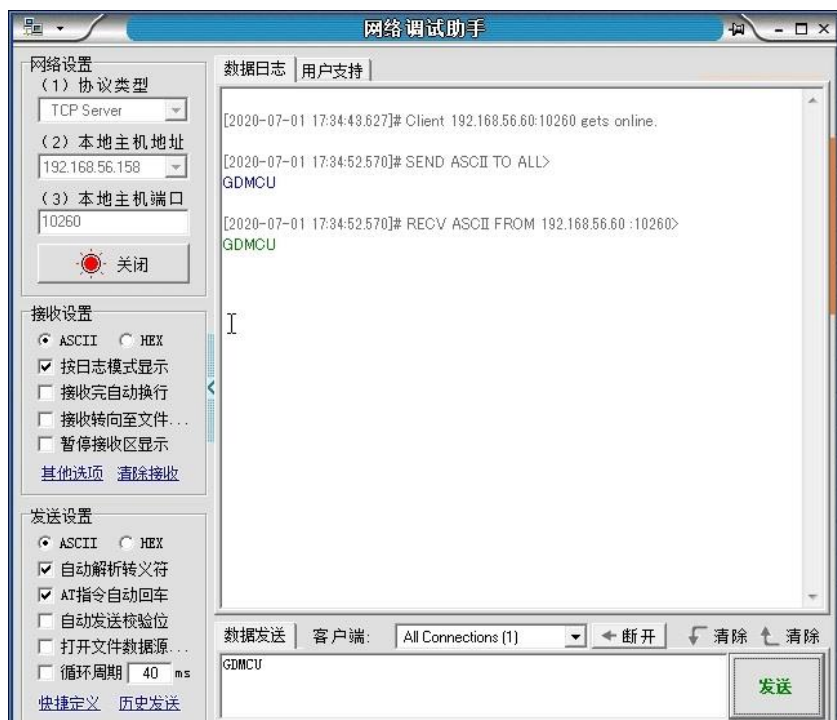 网络调试助手
网络设置
（1）协议类型
TCP Server
（2）本地主机地址
192.168.56.158
（3）本地主机端口
10260
关闭
接收设置
ASCII HEX
按日志模式显示
接收完自动换行
接收转向至文件...
暂停接收区显示
其他选项 清除接收
发送设置
ASCII HEX
自动解析转义符
AT指令自动回车
自动发送校验位
打开文件数据源...
循环周期 40 ms
快捷定义 历史发送
数据日志 用户支持
[2020-07-01 17:34:43.627]# Client 192.168.56.60:10260 gets online.
[2020-07-01 17:34:52.570]# SEND ASCII TO ALL>
GDMCU
[2020-07-01 17:34:52.570]# RECV ASCII FROM 192.168.56.60 :10260>
GDMCU
数据发送 客户端: All Connections (1) 断开 清除 清除
GDMCU
发送